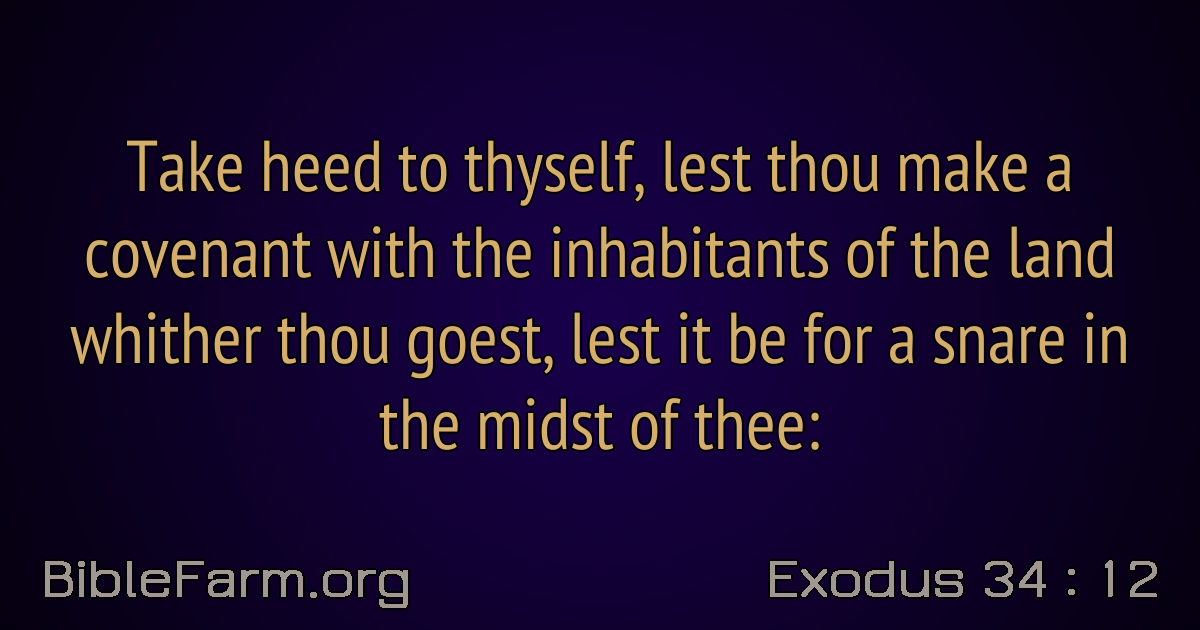 Take heed to thyself, lest thou make a
covenant with the inhabitants of the land
whither thou goest, lest it be for a snare in
the midst of thee:
BibleFarm.org
Exodus 34 : 12